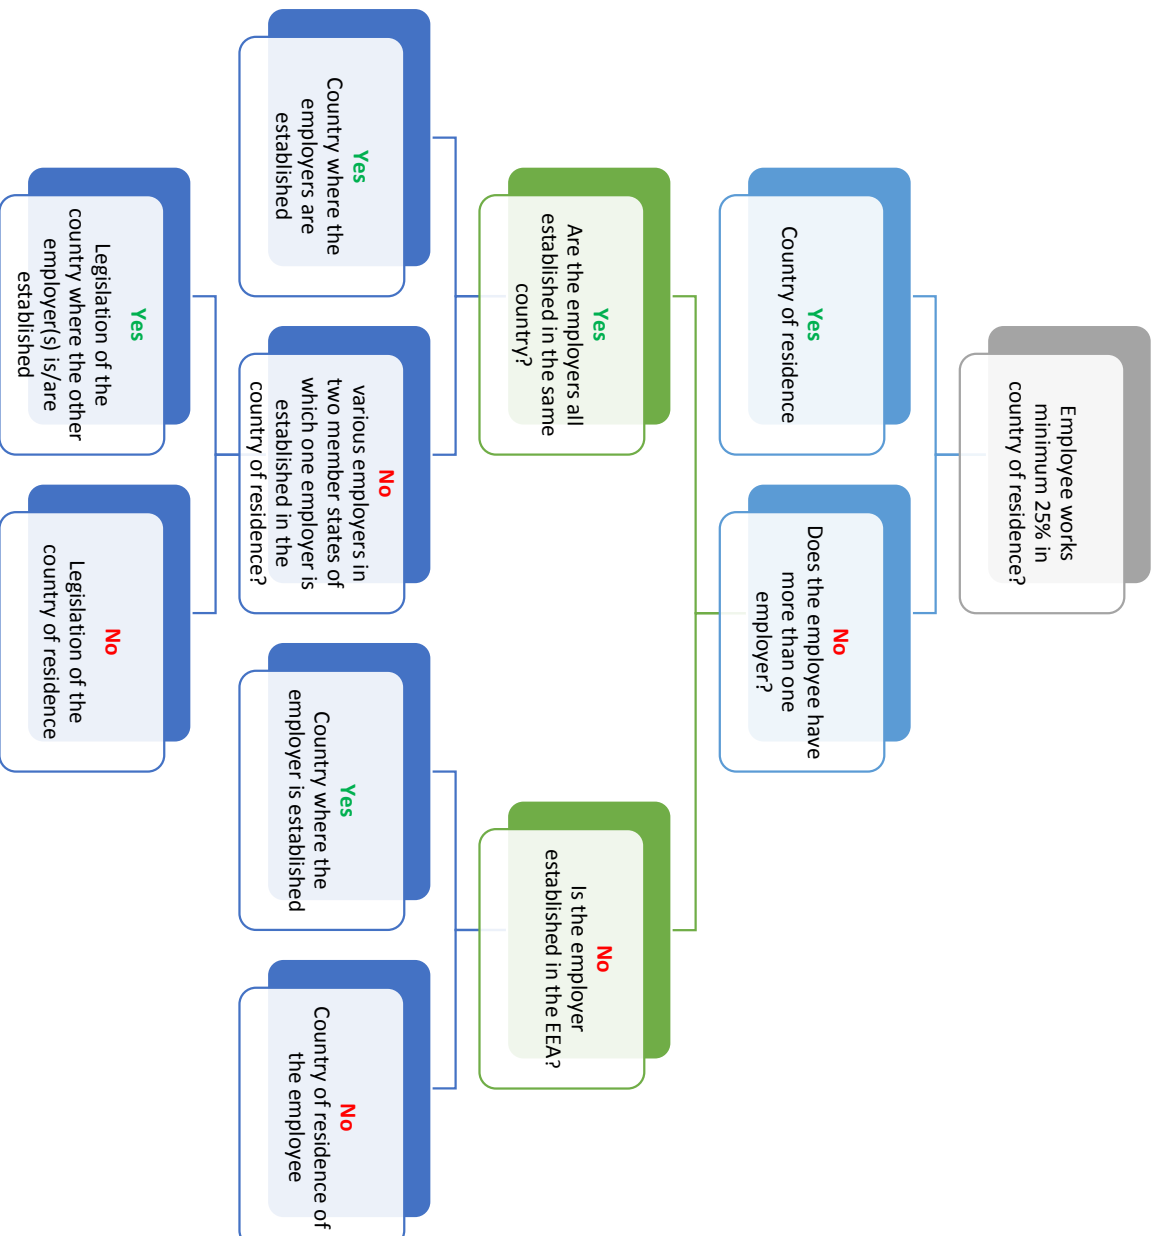 Employee works
minimum 25% in
country of residence?
Yes
Country of residence
No
Does the employee have
more than one
employer?
Yes
Are the employers all
established in the same
country?
No
Is the employer
established in the EEA?
Yes
Country where the
employers are
established
No
various employers in
two member states of
which one employer is
established in the
country of residence?
Yes
Country where the
employer is established
No
Country of residence of
the employee
Yes
Legislation of the
country where the other
employer(s) is/are
established
No
Legislation of the
country of residence